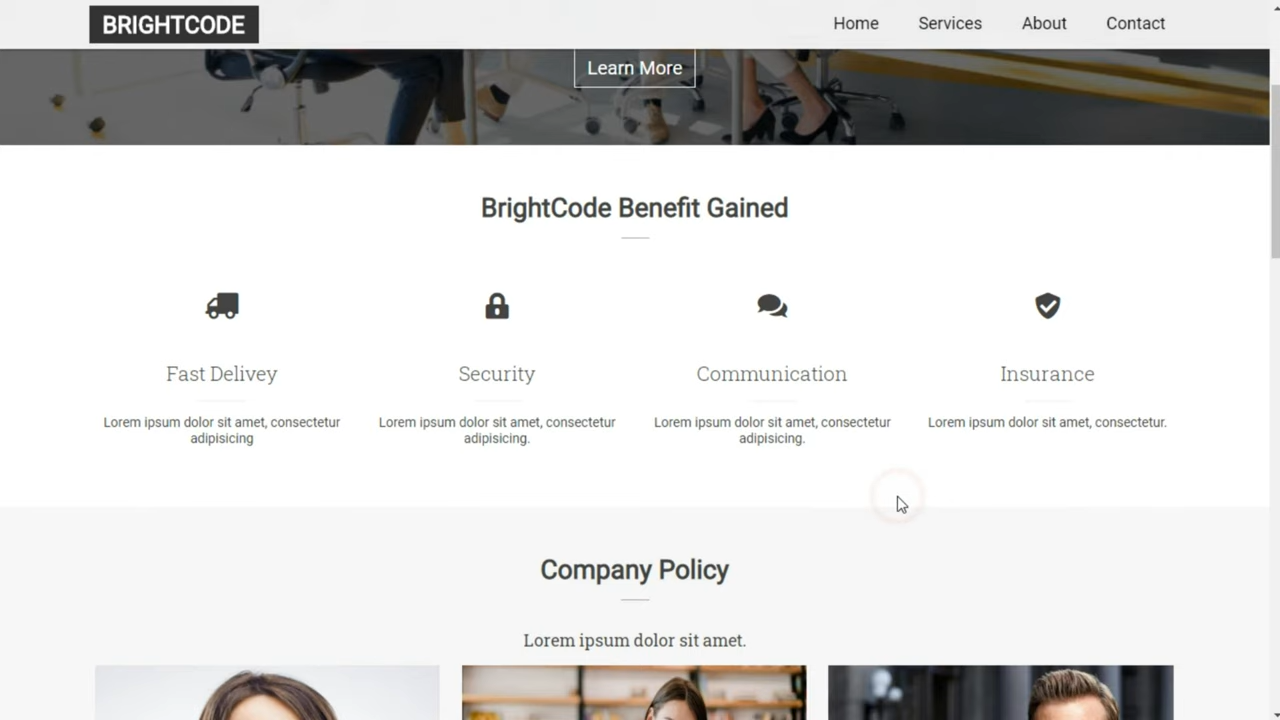 BRIGHTCODE
Home
Services
About
Contact
Learn More
BrightCode Benefit Gained
Fast Delivey
Security
Communication
Insurance
Lorem ipsum dolor sit amet, consectetur
adipisicing
Lorem ipsum dolor sit amet, consectetur
adipisicing.
Lorem ipsum dolor sit amet, consectetur
adipisicing.
Lorem ipsum dolor sit amet, consectetur.
Company Policy
Lorem ipsum dolor sit amet.